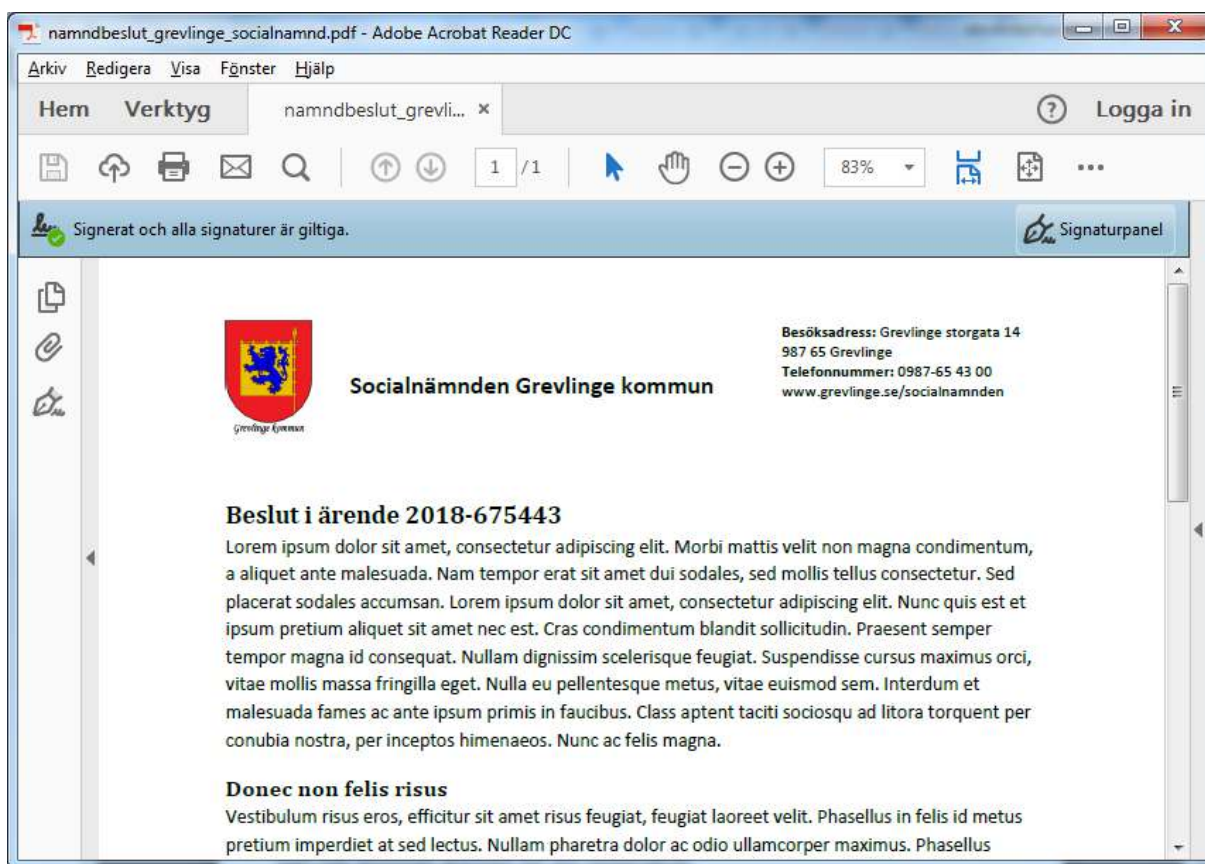 namndbeslut_grevlinge_socialnamnd.pdf - Adobe Acrobat Reader DC
Arkiv Redigera Visa Fönster Hjälp
Hem Verktyg namndbeslut_grevli... × ? Logga in
1 /1 83% •••
Signerat och alla signaturer är giltiga. Signaturpanel
Besöksadress: Grevlinge storgata 14
987 65 Grevlinge
Telefonnummer: 0987-65 43 00
www.grevlinge.se/socialnamnden
Socialnämnden Grevlinge kommun
Grevlinge kommun
Beslut i ärende 2018-675443
Lorem ipsum dolor sit amet, consectetur adipiscing elit. Morbi mattis velit non magna condimentum,
a aliquet ante malesuada. Nam tempor erat sit amet dui sodales, sed mollis tellus consectetur. Sed
placerat sodales accumsan. Lorem ipsum dolor sit amet, consectetur adipiscing elit. Nunc quis est et
ipsum pretium aliquet sit amet nec est. Cras condimentum blandit sollicitudin. Praesent semper
tempor magna id consequat. Nullam dignissim scelerisque feugiat. Suspendisse cursus maximus orci,
vitae mollis massa fringilla eget. Nulla eu pellentesque metus, vitae euismod sem. Interdum et
malesuada fames ac ante ipsum primis in faucibus. Class aptent taciti sociosqu ad litora torquent per
conubia nostra, per inceptos himenaeos. Nunc ac felis magna.
Donec non felis risus
Vestibulum risus eros, efficitur sit amet risus feugiat, feugiat laoreet velit. Phasellus in felis id metus
pretium imperdiet at sed lectus. Nullam pharetra dolor ac odio ullamcorper maximus. Phasellus